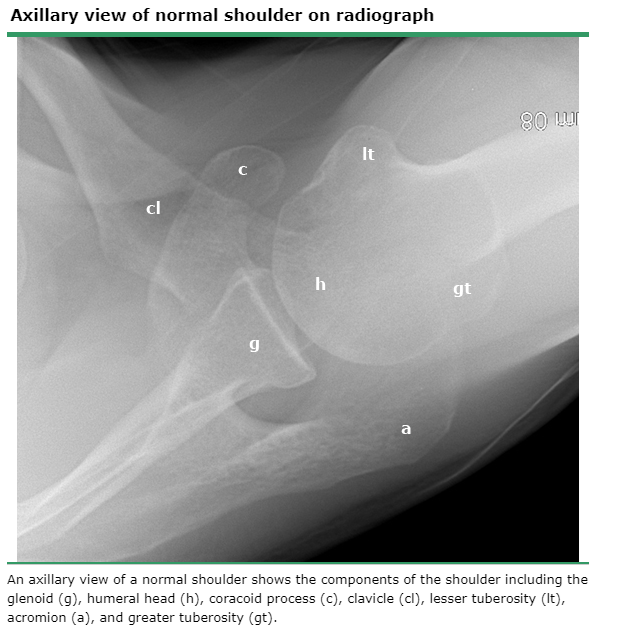 Axillary view of normal shoulder on radiograph
80
lt
c
cl
h
gt
g
a
An axillary view of a normal shoulder shows the components of the shoulder including the
glenoid (g), humeral head (h), coracoid process (c), clavicle (cl), lesser tuberosity (lt),
acromion (a), and greater tuberosity (gt).